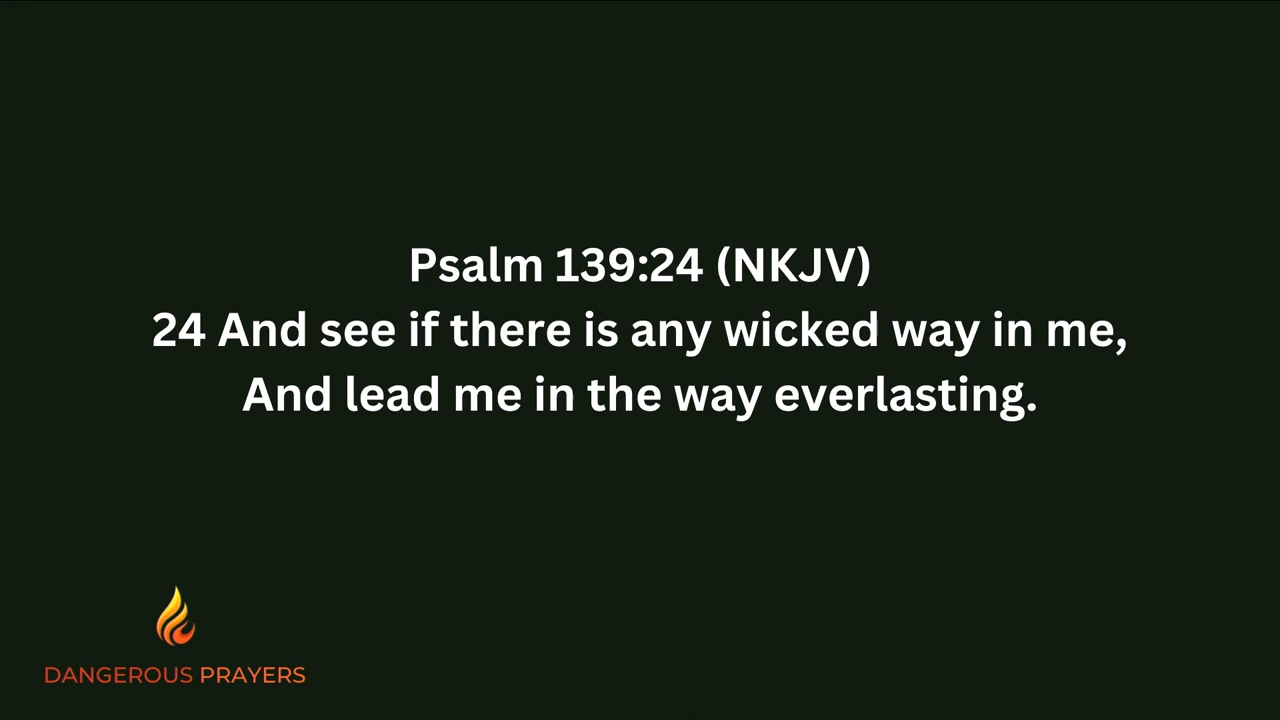 Psalm 139:24 (NKJV)
24 And see if there is any wicked way in me,
And lead me in the way everlasting.
DANGEROUS PRAYERS